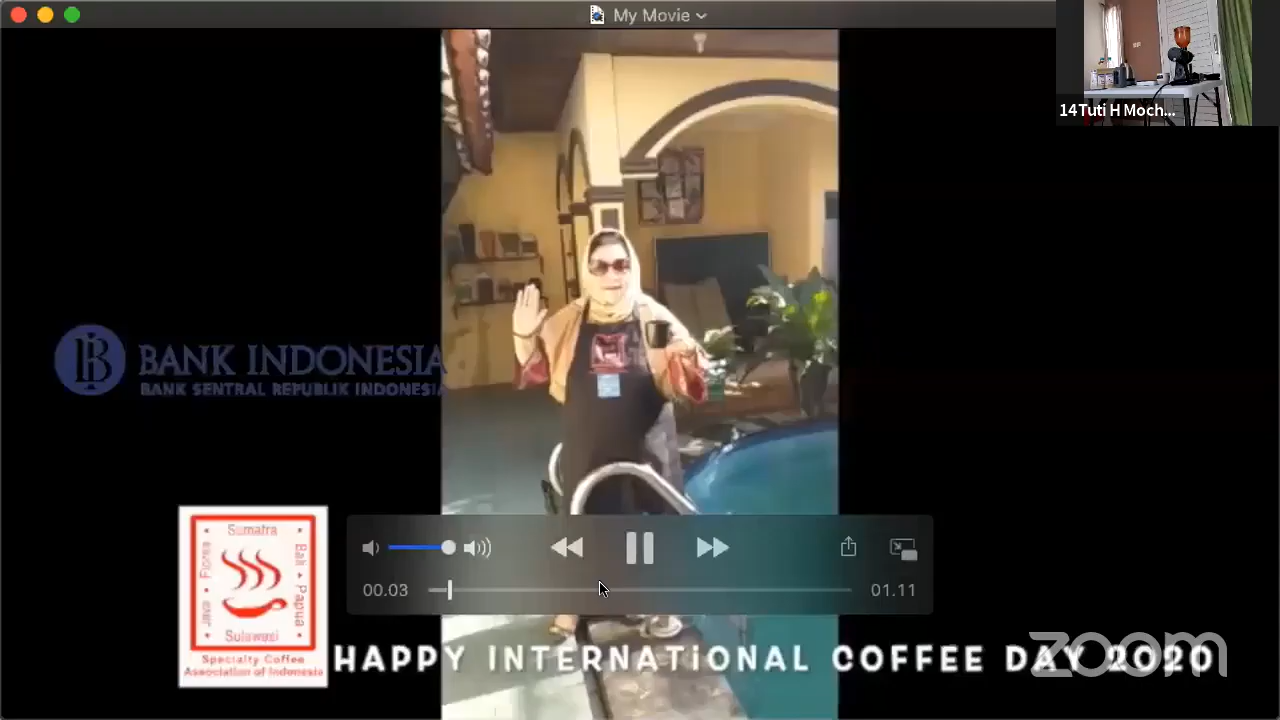 My Movie
14Tuti H Moch...
BANK INDONESIA
BANK SENTRAL REPUBLIK INDONESIA
Sumatra
Java • Flores
Bali • Papua
Sulawesi
Specialty Coffee
Association of Indonesia
00.03
01.11
HAPPY INTERNATiONAL COFFEE DAY 2020
zoom